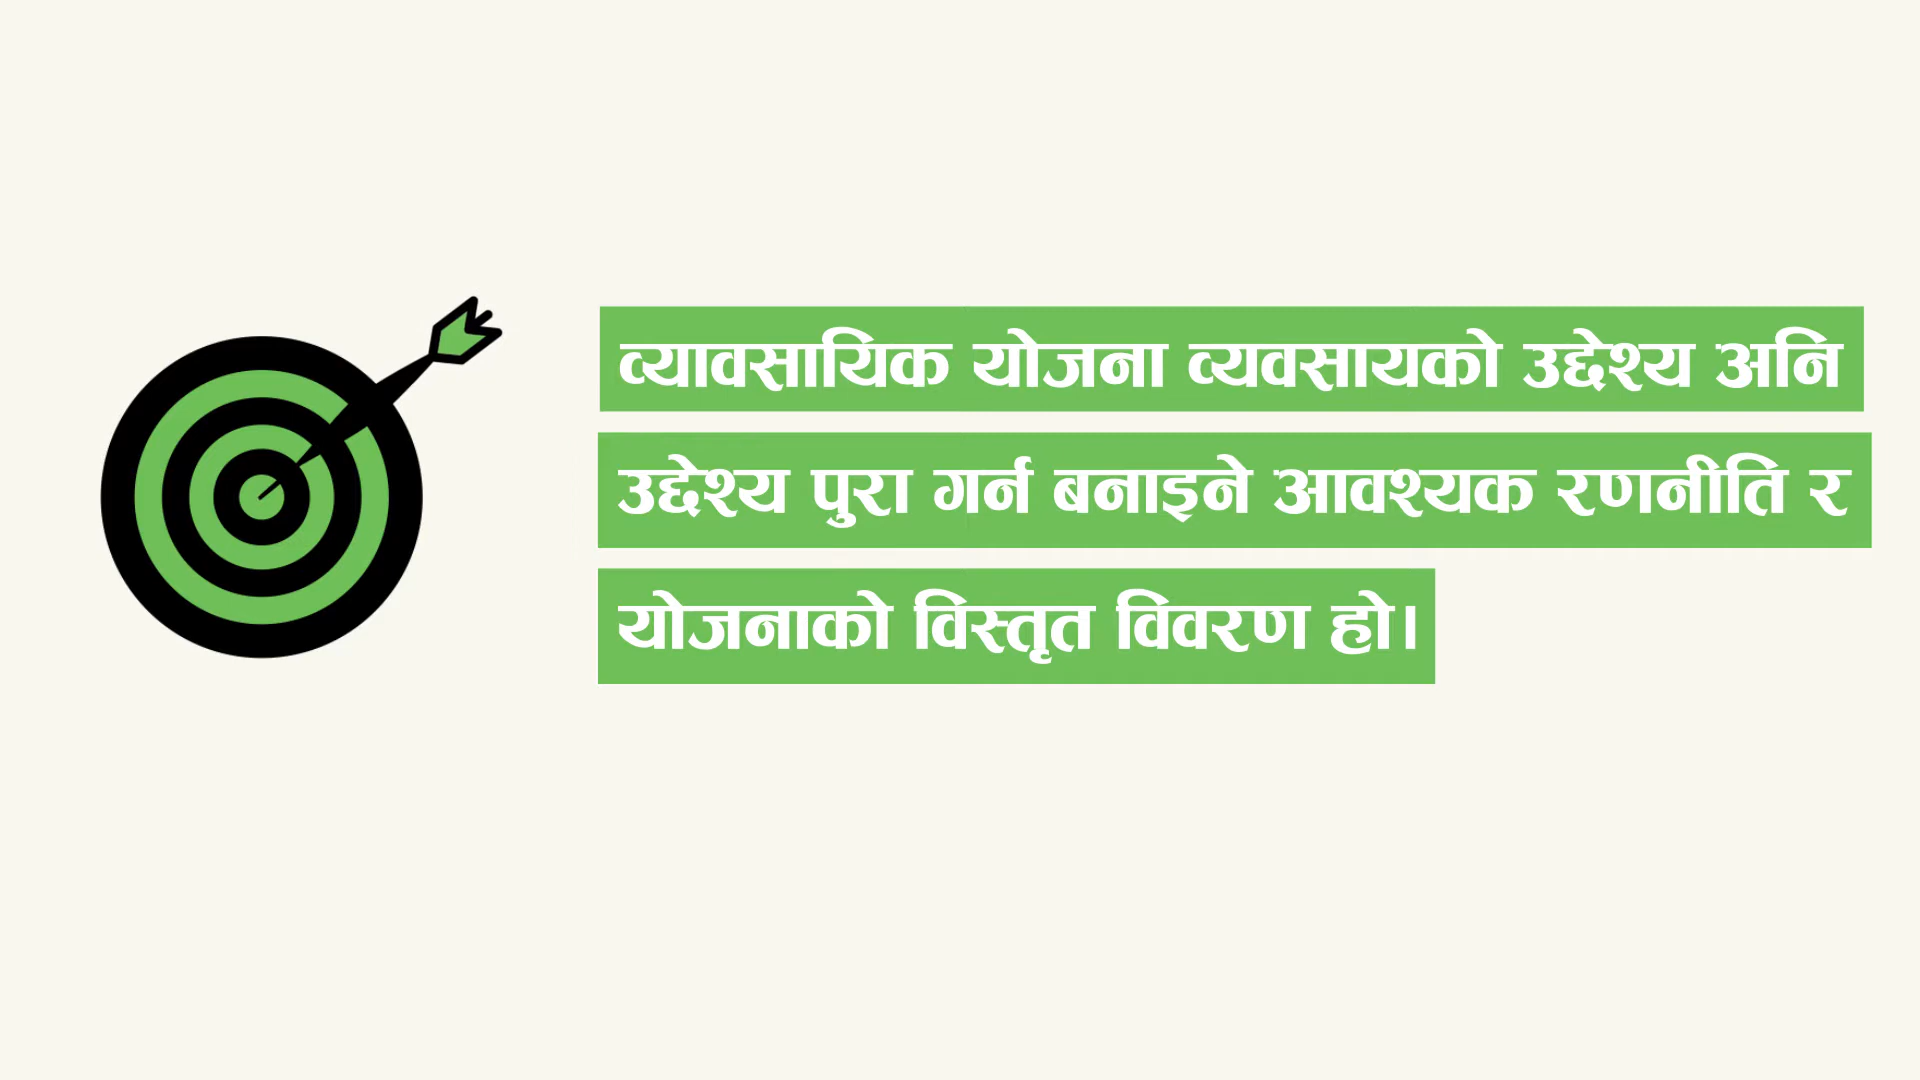 व्यावसायिक योजना व्यवसायको उद्देश्य अनि
उद्देश्य पुरा गर्न बनाइने आवश्यक रणनीति र
योजनाको विस्तृत विवरण हो।